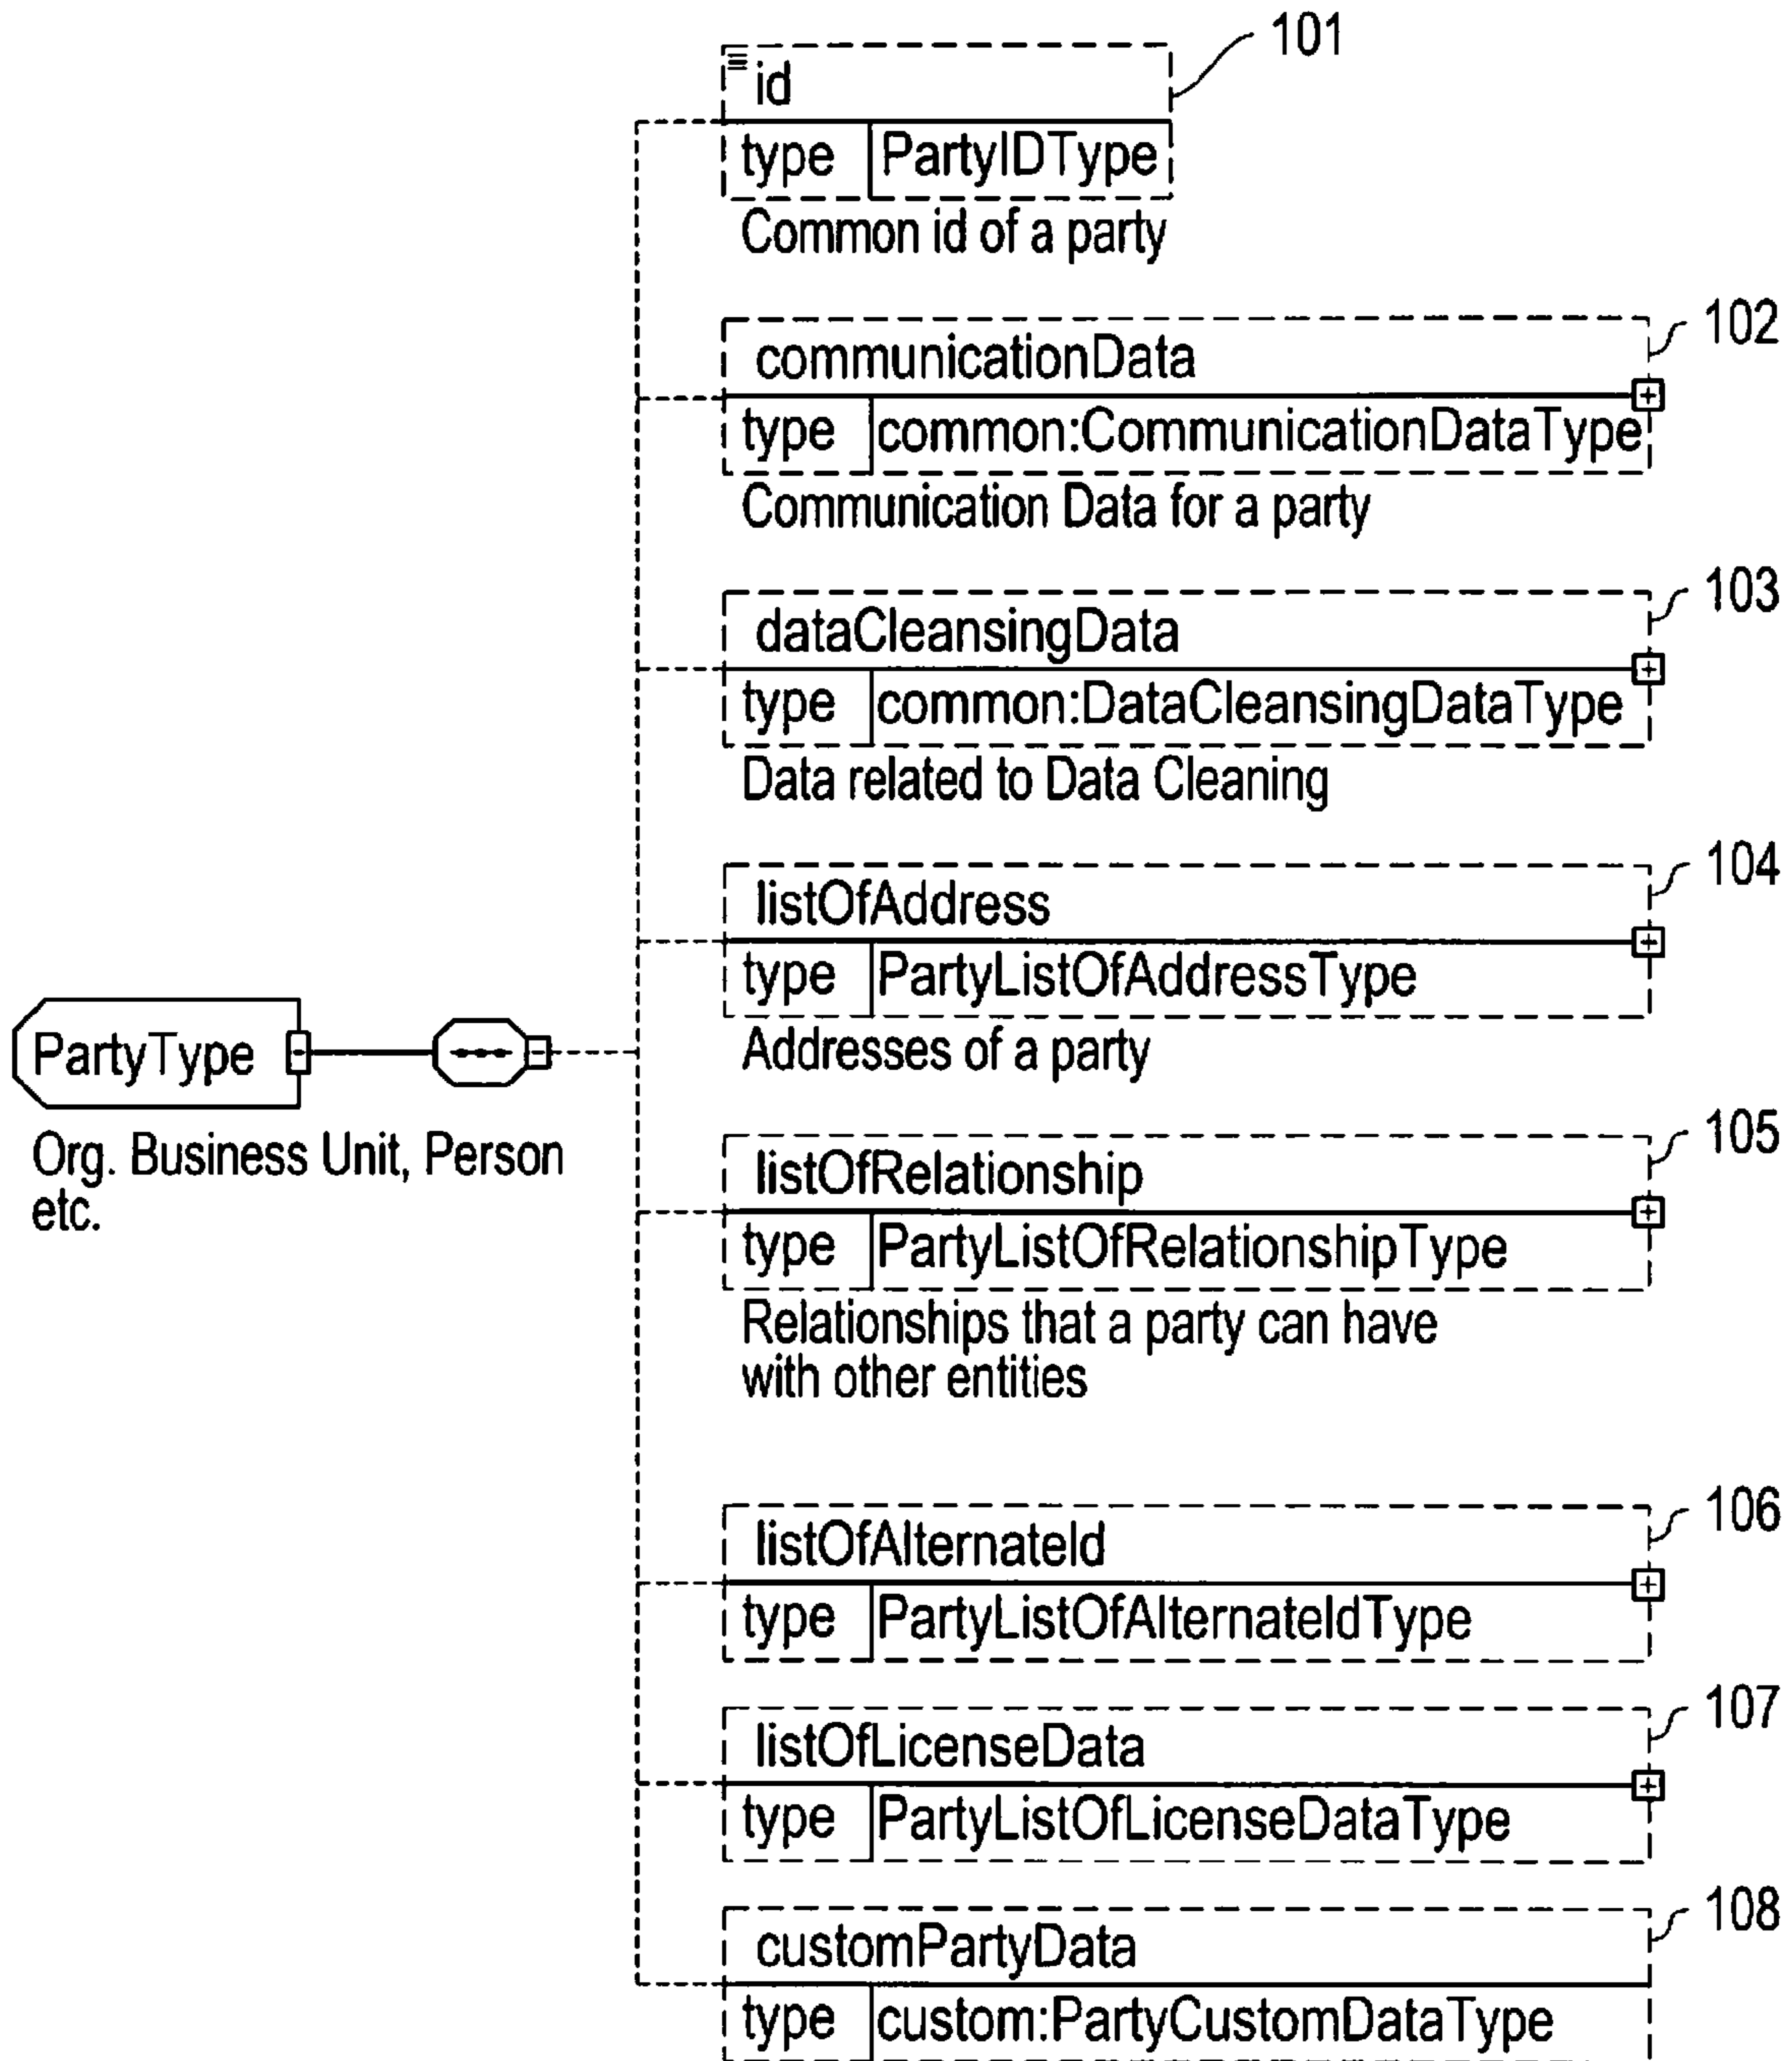 101
id
type PartyIDType
Common id of a party
102
communicationData
type common:CommunicationDataType
Communication Data for a party
103
dataCleansingData
type common:DataCleansingDataType
Data related to Data Cleaning
104
listOfAddress
type PartyListOfAddressType
Addresses of a party
PartyType
Org. Business Unit, Person
etc.
105
listOfRelationship
type PartyListOfRelationshipType
Relationships that a party can have
with other entities
106
listOfAlternateId
type PartyListOfAlternateIdType
107
listOfLicenseData
type PartyListOfLicenseDataType
108
customPartyData
type custom:PartyCustomDataType